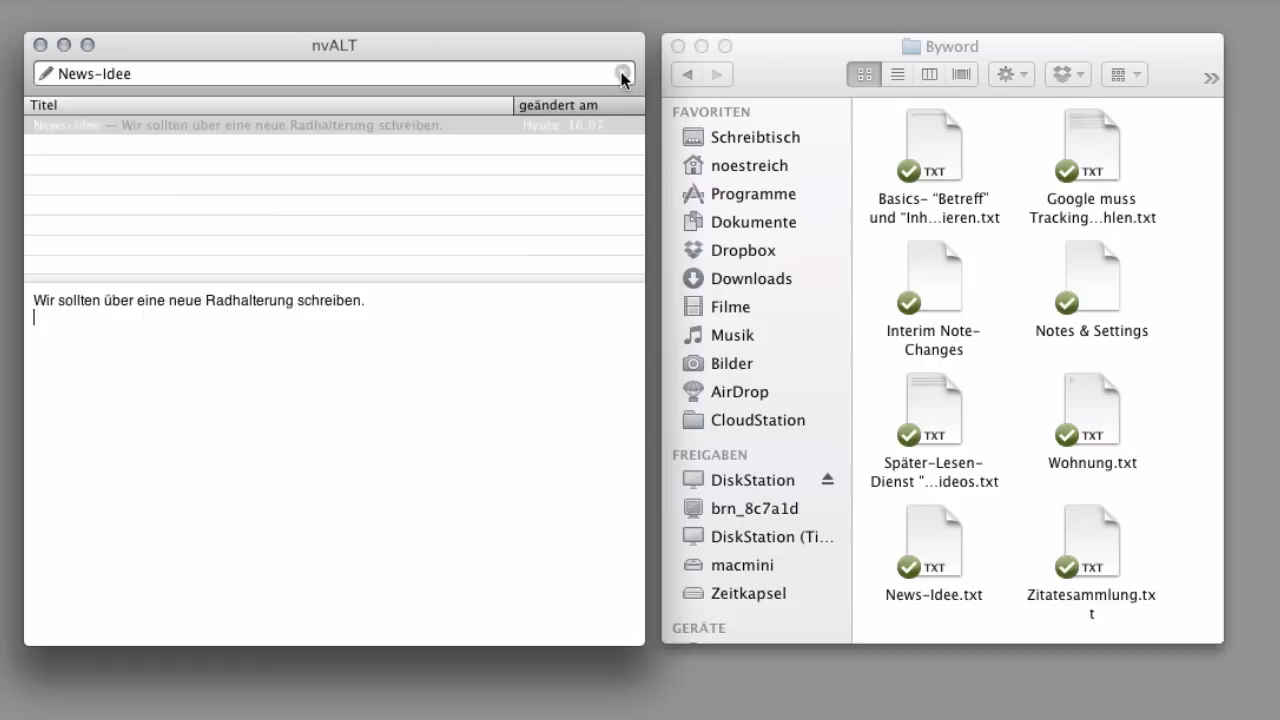 nvALT
News-Idee
Titel geändert am
News-Idee — Wir sollten über eine neue Radhalterung schreiben. Heute 16.07
Wir sollten über eine neue Radhalterung schreiben.
Byword
FAVORITEN
Schreibtisch
noestreich
Programme
Dokumente
Dropbox
Downloads
Filme
Musik
Bilder
AirDrop
CloudStation
FREIGABEN
DiskStation
brn_8c7a1d
DiskStation (Ti…
macmini
Zeitkapsel
GERÄTE
TXT
Basics- “Betreff”
und "Inh…ieren.txt
TXT
Google muss
Tracking…hlen.txt
Interim Note-
Changes
Notes & Settings
TXT
Später-Lesen-
Dienst "…ideos.txt
TXT
Wohnung.txt
TXT
News-Idee.txt
TXT
Zitatesammlung.tx
t